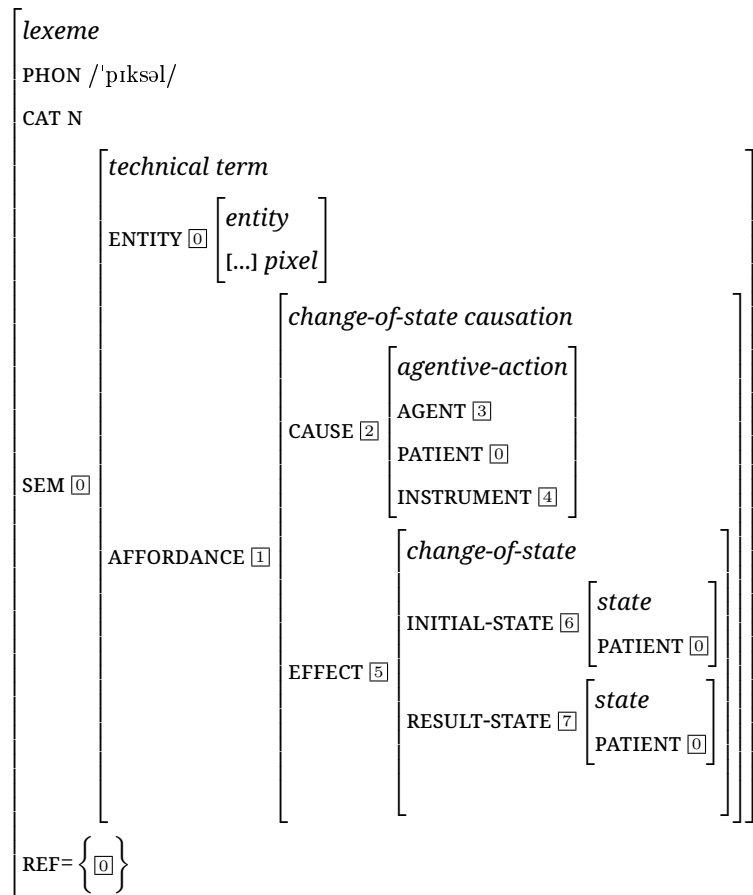 lexeme
PHON /ˈpɪksəl/
CAT N
technical term
ENTITY 0 entity
[...] pixel
change-of-state causation
agentive-action
AGENT 3
CAUSE 2
PATIENT 0
INSTRUMENT 4
SEM 0
change-of-state
AFFORDANCE 1
state
INITIAL-STATE 6
PATIENT 0
EFFECT 5
state
RESULT-STATE 7
PATIENT 0
REF= { 0 }